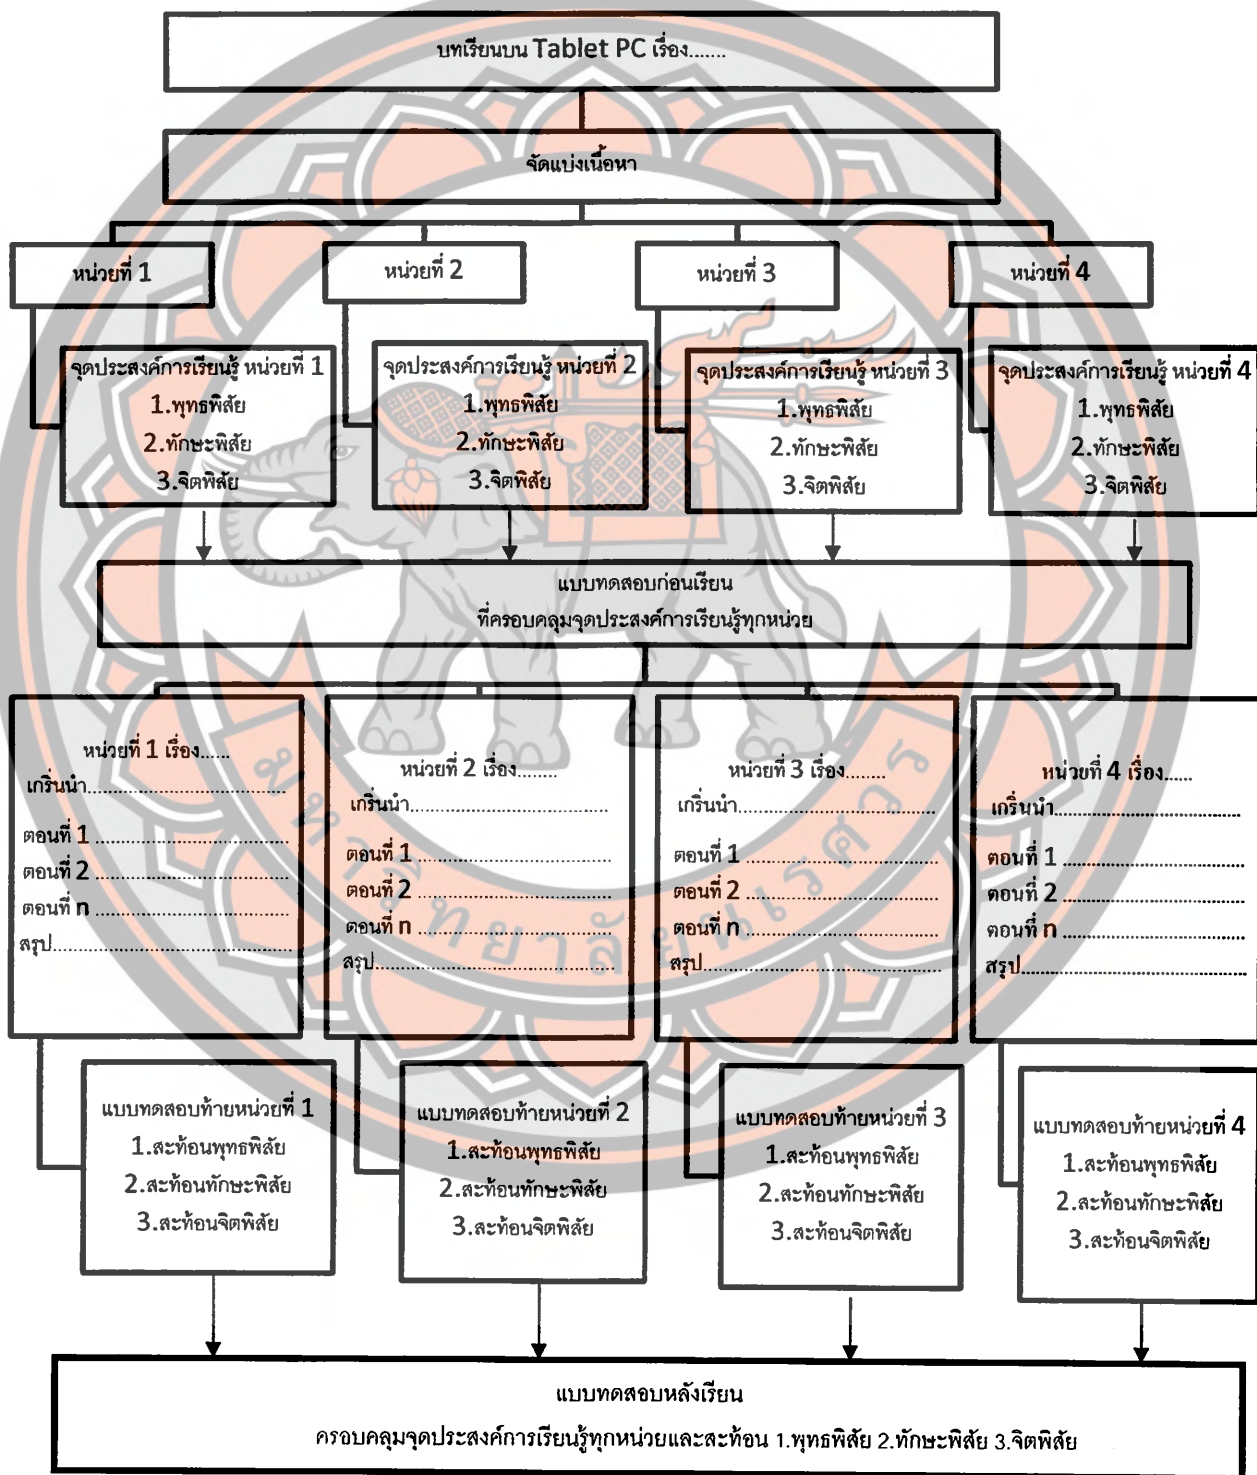 บทเรียนบน Tablet PC เรื่อง.......
จัดแบ่งเนื้อหา
หน่วยที่ 1
หน่วยที่ 2
หน่วยที่ 3
หน่วยที่ 4
จุดประสงค์การเรียนรู้ หน่วยที่ 1
1.พุทธพิสัย
2.ทักษะพิสัย
3.จิตพิสัย
จุดประสงค์การเรียนรู้ หน่วยที่ 2
1.พุทธพิสัย
2.ทักษะพิสัย
3.จิตพิสัย
จุดประสงค์การเรียนรู้ หน่วยที่ 3
1.พุทธพิสัย
2.ทักษะพิสัย
3.จิตพิสัย
จุดประสงค์การเรียนรู้ หน่วยที่ 4
1.พุทธพิสัย
2.ทักษะพิสัย
3.จิตพิสัย
แบบทดสอบก่อนเรียน
ที่ครอบคลุมจุดประสงค์การเรียนรู้ทุกหน่วย
หน่วยที่ 1 เรื่อง......
เกริ่นนำ........................................
ตอนที่ 1 ........................................
ตอนที่ 2 ........................................
ตอนที่ n ........................................
สรุป................................................
หน่วยที่ 2 เรื่อง........
เกริ่นนำ........................................
ตอนที่ 1 ........................................
ตอนที่ 2 ........................................
ตอนที่ n ........................................
สรุป................................................
หน่วยที่ 3 เรื่อง........
เกริ่นนำ........................................
ตอนที่ 1 ........................................
ตอนที่ 2 ........................................
ตอนที่ n ........................................
สรุป................................................
หน่วยที่ 4 เรื่อง......
เกริ่นนำ........................................
ตอนที่ 1 ........................................
ตอนที่ 2 ........................................
ตอนที่ n ........................................
สรุป................................................
มหาวิทยาลัยนเรศวร
แบบทดสอบท้ายหน่วยที่ 1
1.สะท้อนพุทธพิสัย
2.สะท้อนทักษะพิสัย
3.สะท้อนจิตพิสัย
แบบทดสอบท้ายหน่วยที่ 2
1.สะท้อนพุทธพิสัย
2.สะท้อนทักษะพิสัย
3.สะท้อนจิตพิสัย
แบบทดสอบท้ายหน่วยที่ 3
1.สะท้อนพุทธพิสัย
2.สะท้อนทักษะพิสัย
3.สะท้อนจิตพิสัย
แบบทดสอบท้ายหน่วยที่ 4
1.สะท้อนพุทธพิสัย
2.สะท้อนทักษะพิสัย
3.สะท้อนจิตพิสัย
แบบทดสอบหลังเรียน
ครอบคลุมจุดประสงค์การเรียนรู้ทุกหน่วยและสะท้อน 1.พุทธพิสัย 2.ทักษะพิสัย 3.จิตพิสัย